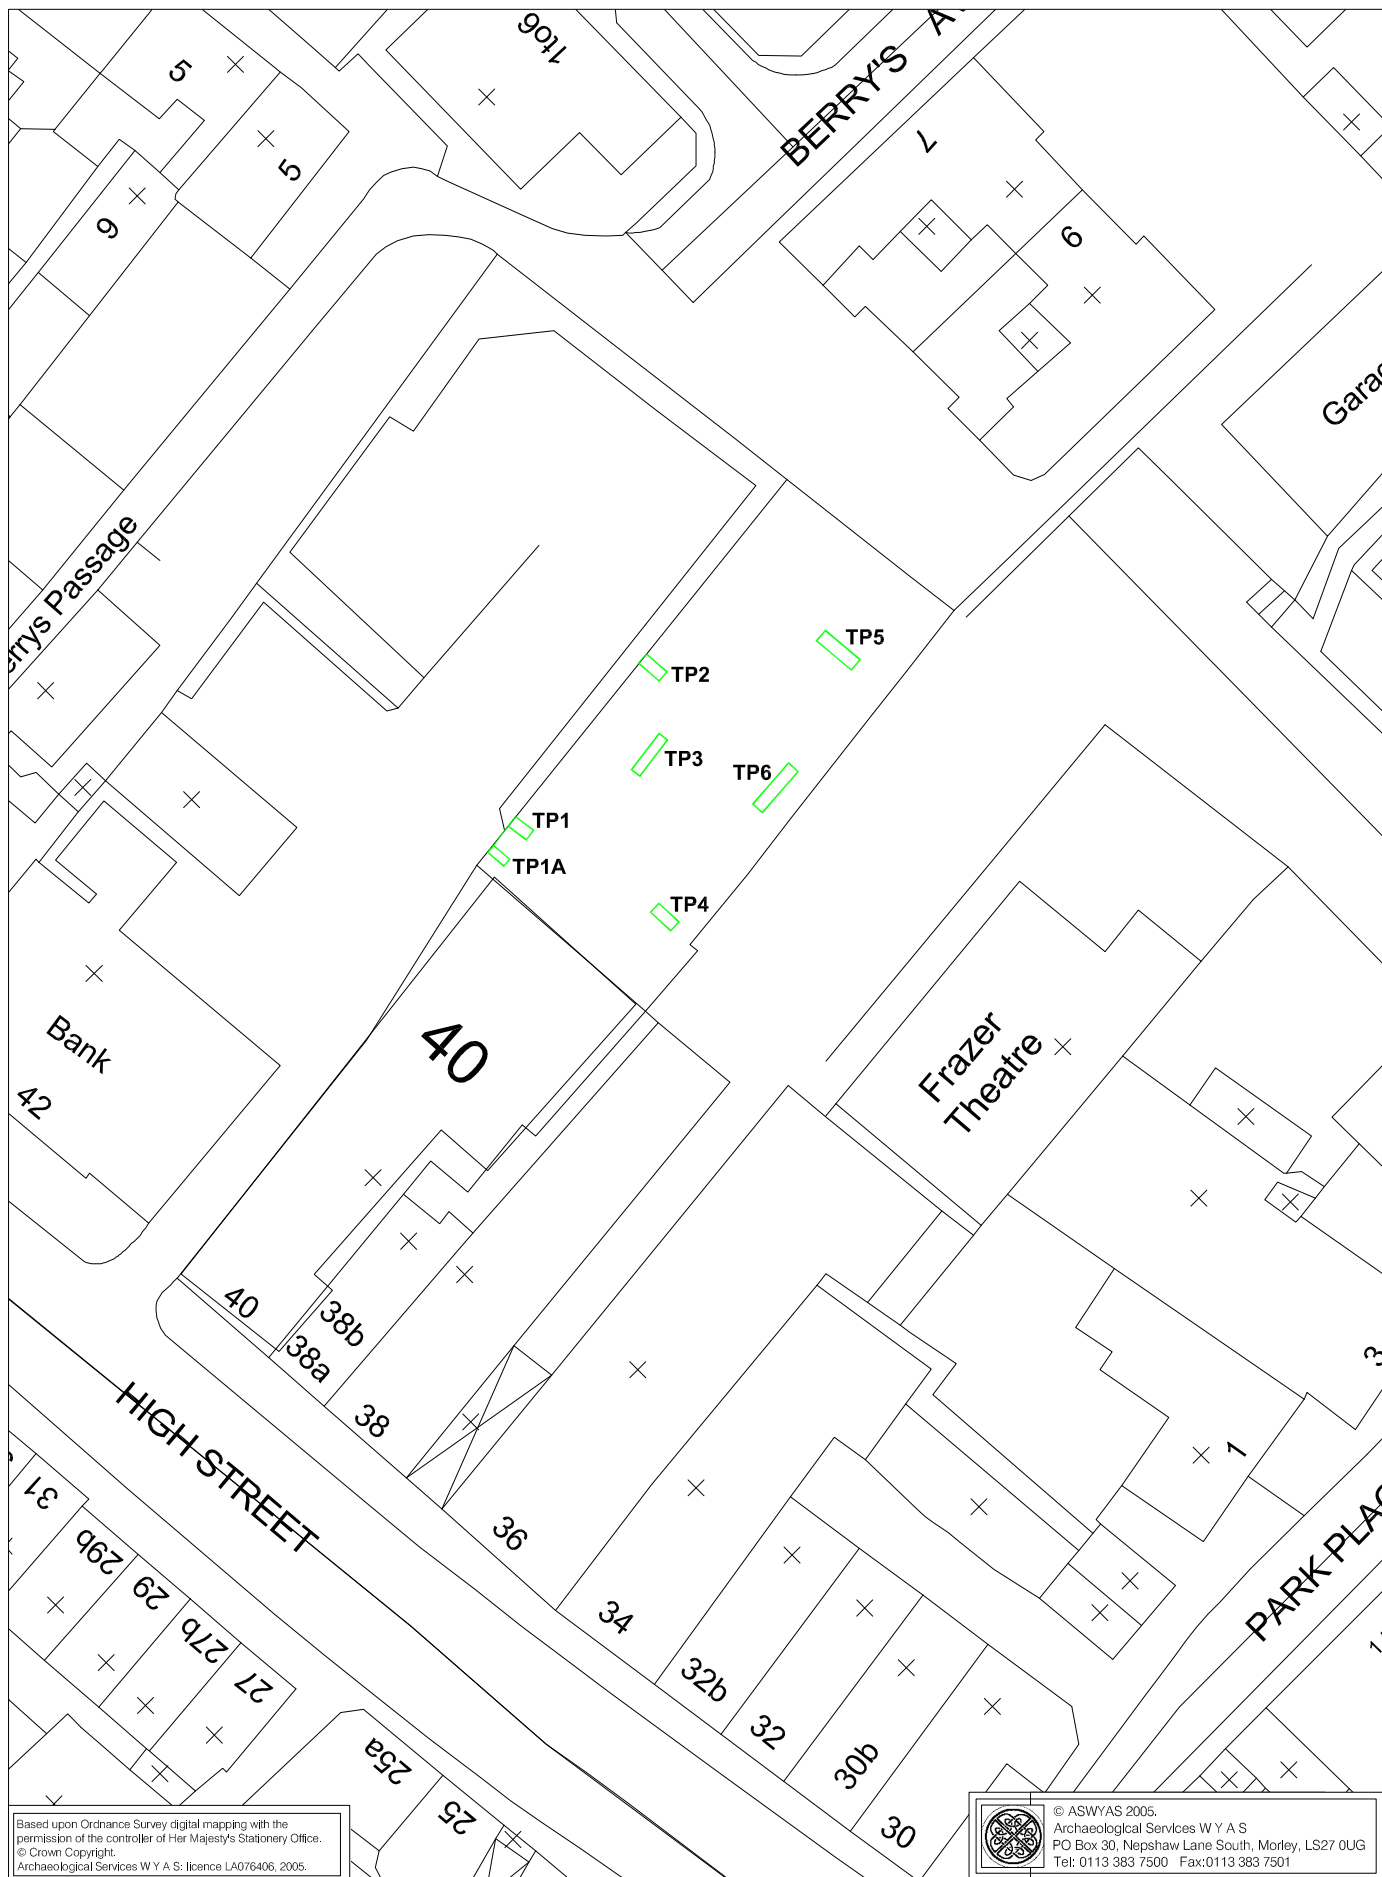 1to6
BERRY'S
5
5
7
9
6
Passage
TP5
TP2
TP3
TP6
TP1
TP1A
TP4
40
Bank
42
Frazer
Theatre
40
38b
38a
38
36
34
32b
32
30b
30
HIGH STREET
31
29b
29
27b
27
25a
25
1
3
PARK PLAC
Based upon Ordnance Survey digital mapping with the
permission of the controller of Her Majesty's Stationery Office.
© Crown Copyright.
Archaeological Services W Y A S: licence LA076406, 2005.
© ASWYAS 2005.
Archaeological Services W Y A S
PO Box 30, Nepshaw Lane South, Morley, LS27 0UG
Tel: 0113 383 7500 Fax:0113 383 7501